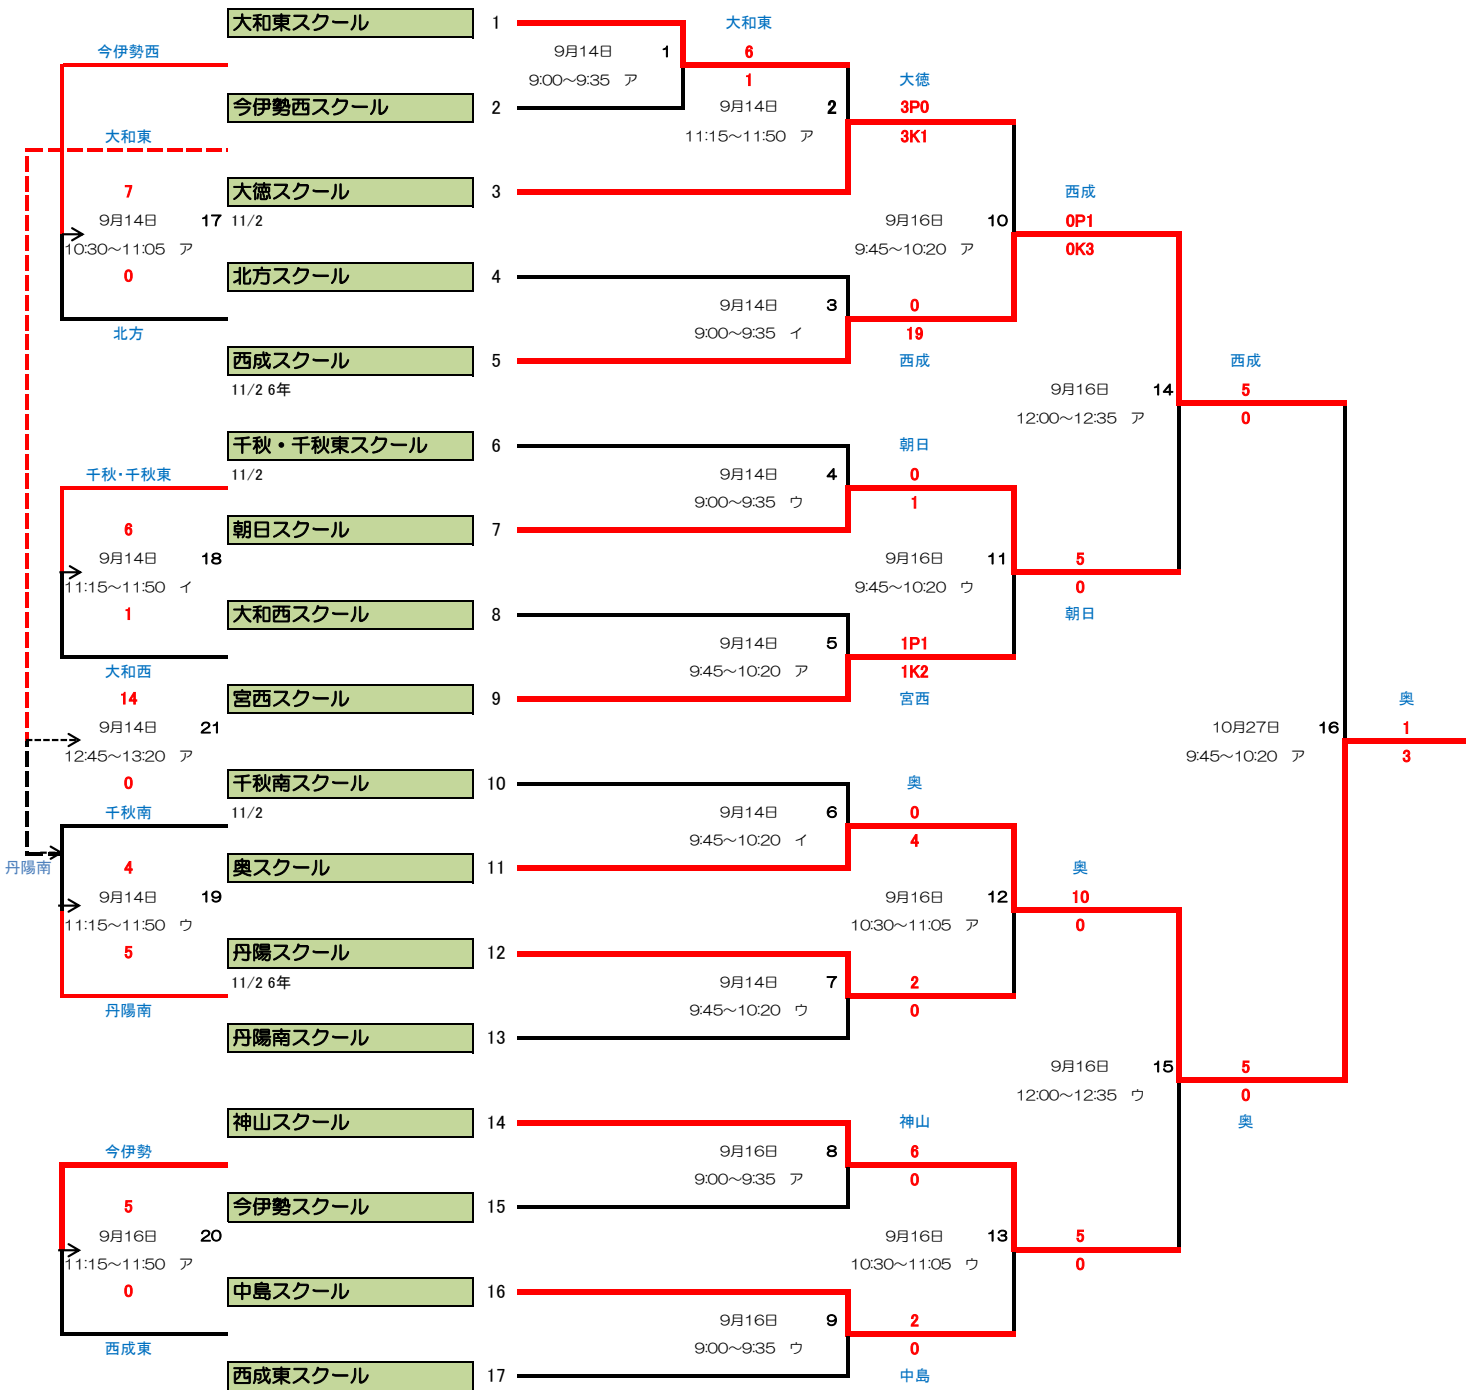 大和東スクール 1 大和東
今伊勢西 9月14日 1 6
9:00～9:35 ア 1 大徳
今伊勢西スクール 2 9月14日 2 3P0
大和東 11:15～11:50 ア 3K1
7 大徳スクール 3 西成
9月14日 17 11/2 9月16日 10 0P1
10:30～11:05 ア 9:45～10:20 ア 0K3
0 北方スクール 4
9月14日 3 0
北方 9:00～9:35 イ 19
西成スクール 5 西成 西成
11/2 6年 9月16日 14 5
12:00～12:35 ア 0
千秋・千秋東スクール 6 朝日
千秋・千秋東 11/2 9月14日 4 0
9:00～9:35 ウ 1
6 朝日スクール 7
9月14日 18 9月16日 11 5
11:15～11:50 イ 9:45～10:20 ウ 0
1 大和西スクール 8 朝日
9月14日 5 1P1
大和西 9:45～10:20 ア 1K2
14 宮西スクール 9 宮西 奥
9月14日 21 10月27日 16 1
12:45～13:20 ア 9:45～10:20 ア 3
0 千秋南スクール 10 奥
千秋南 11/2 9月14日 6 0
9:45～10:20 イ 4
丹陽南 4 奥スクール 11 奥
9月14日 19 9月16日 12 10
11:15～11:50 ウ 10:30～11:05 ア 0
5 丹陽スクール 12
11/2 6年 9月14日 7 2
丹陽南 9:45～10:20 ウ 0
丹陽南スクール 13
9月16日 15 5
12:00～12:35 ウ 0
神山スクール 14 神山 奥
今伊勢 9月16日 8 6
9:00～9:35 ア 0
5 今伊勢スクール 15
9月16日 20 9月16日 13 5
11:15～11:50 ア 10:30～11:05 ウ 0
0 中島スクール 16
9月16日 9 2
西成東 9:00～9:35 ウ 0
西成東スクール 17 中島